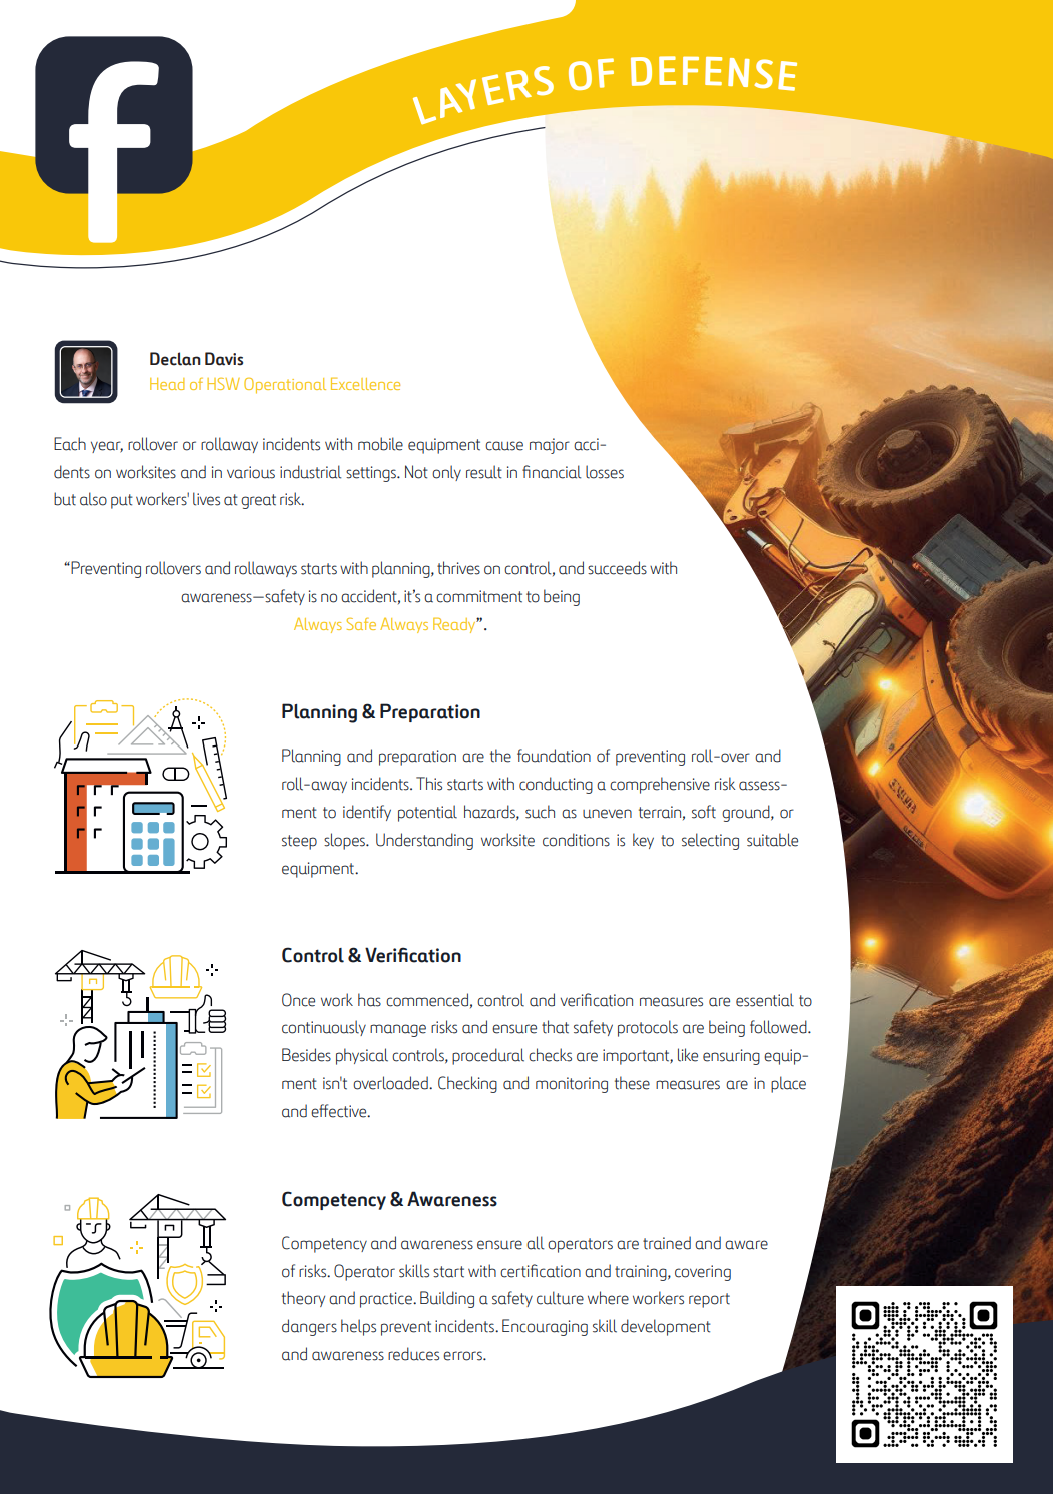 f
LAYERS OF DEFENSE
Declan Davis
Head of HSW Operational Excellence
Each year, rollover or rollaway incidents with mobile equipment cause major acci-
dents on worksites and in various industrial settings. Not only result in financial losses
but also put workers' lives at great risk.
“Preventing rollovers and rollaways starts with planning, thrives on control, and succeeds with
awareness—safety is no accident, it’s a commitment to being
Always Safe Always Ready”.
Planning & Preparation
Planning and preparation are the foundation of preventing roll-over and
roll-away incidents. This starts with conducting a comprehensive risk assess-
ment to identify potential hazards, such as uneven terrain, soft ground, or
steep slopes. Understanding worksite conditions is key to selecting suitable
equipment.
Control & Verification
Once work has commenced, control and verification measures are essential to
continuously manage risks and ensure that safety protocols are being followed.
Besides physical controls, procedural checks are important, like ensuring equip-
ment isn't overloaded. Checking and monitoring these measures are in place
and effective.
Competency & Awareness
Competency and awareness ensure all operators are trained and aware
of risks. Operator skills start with certification and training, covering
theory and practice. Building a safety culture where workers report
dangers helps prevent incidents. Encouraging skill development
and awareness reduces errors.